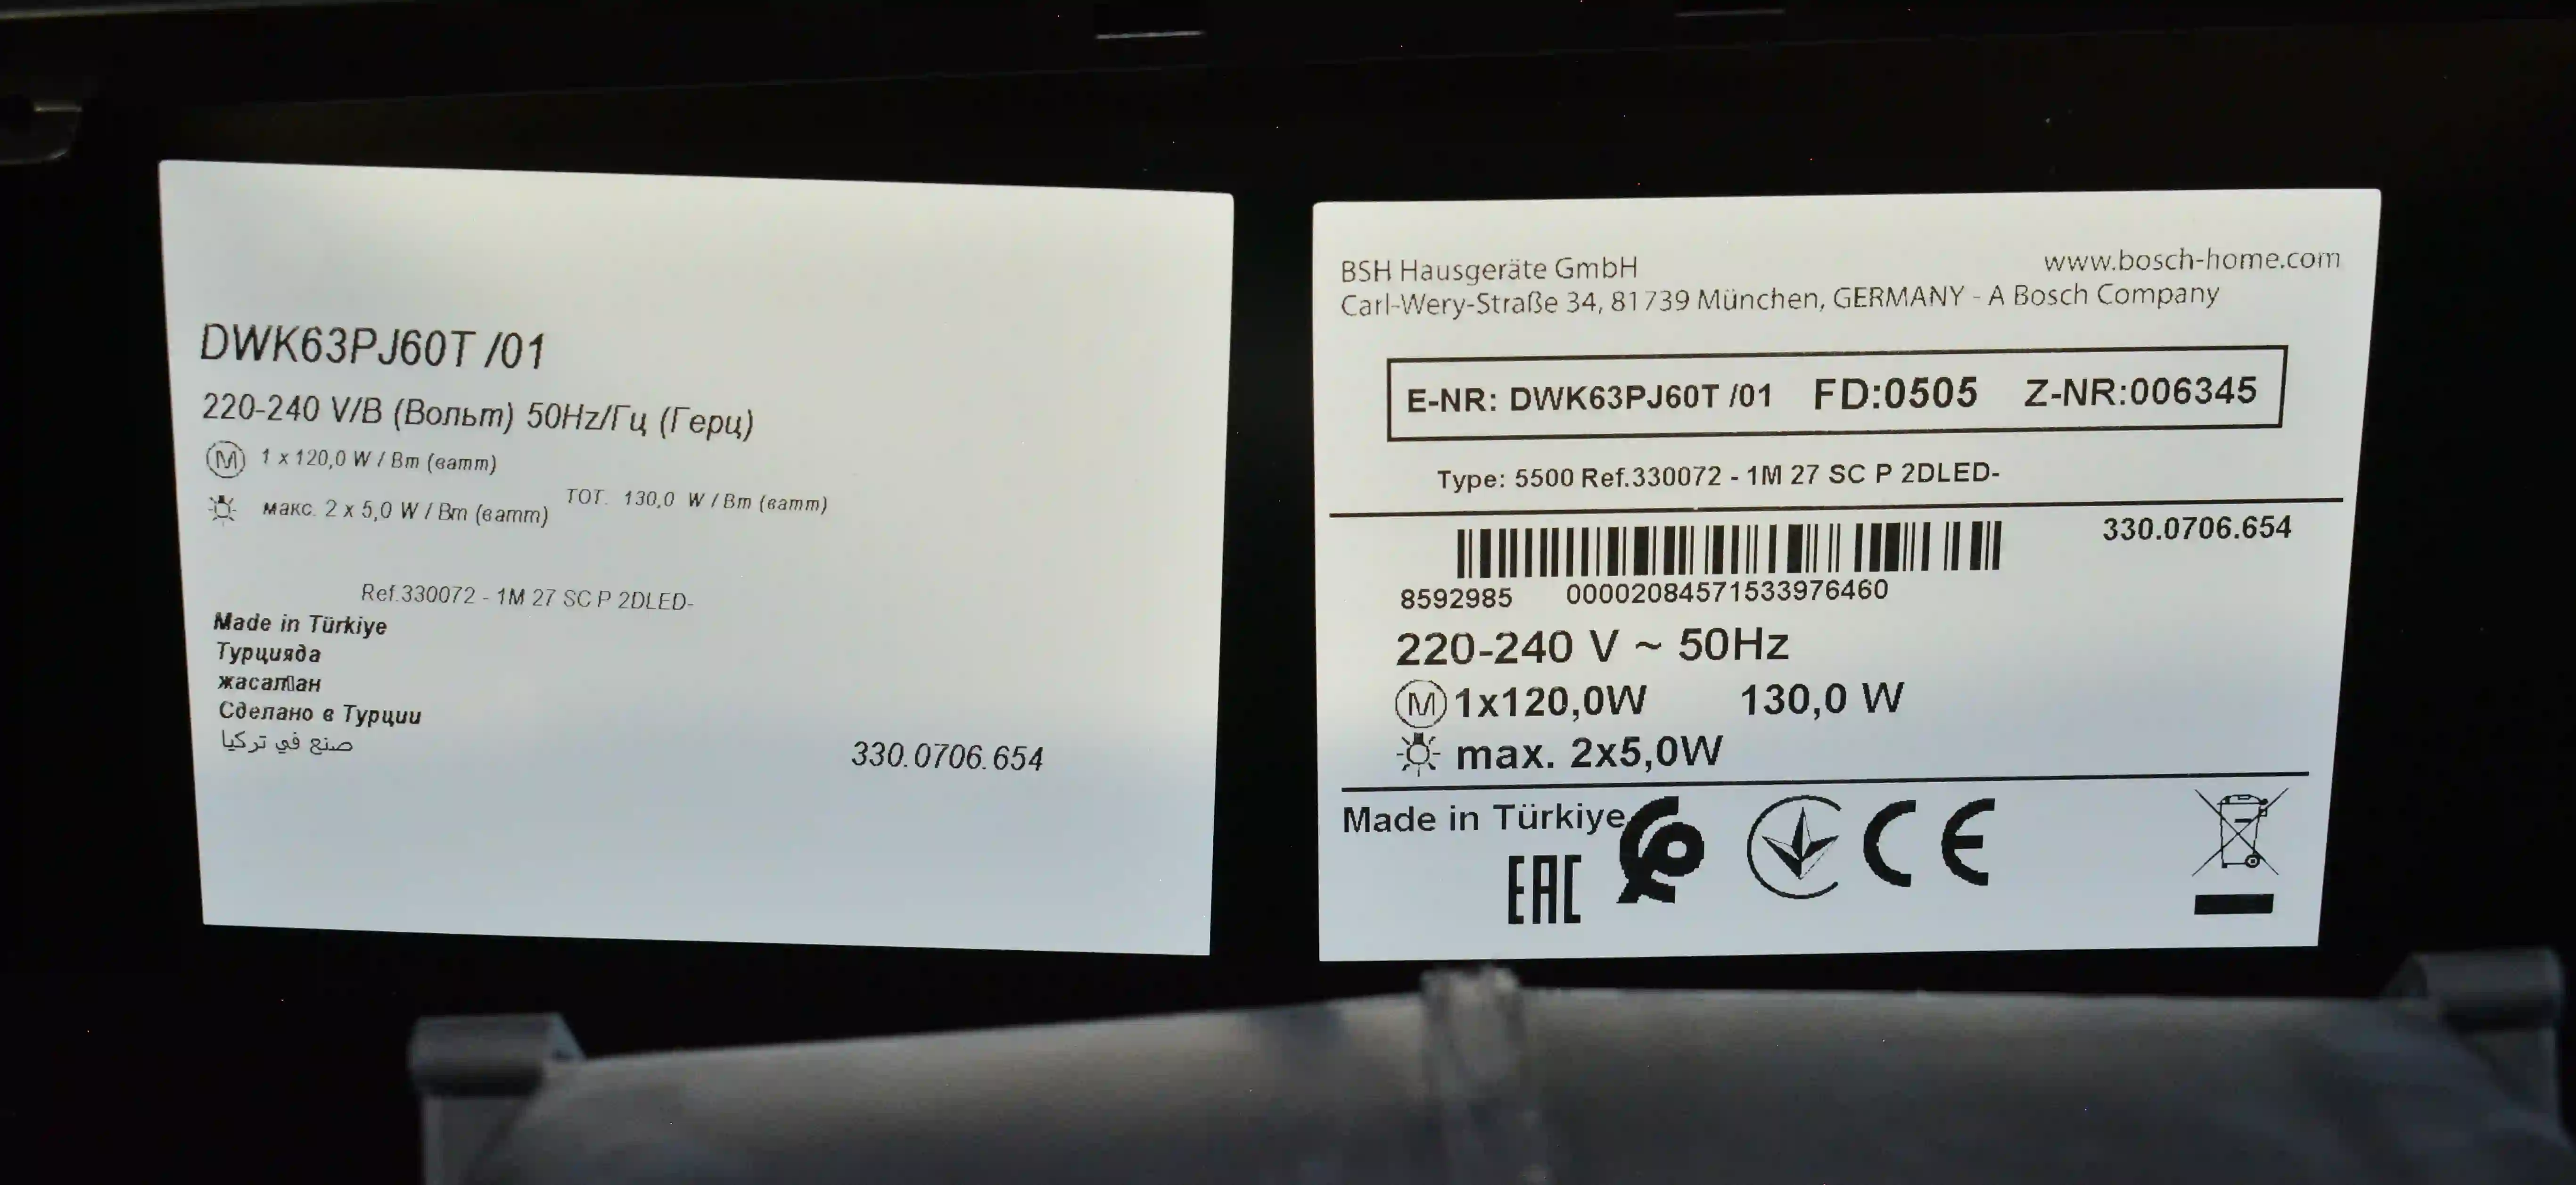 DWK63PJ60T /01
220-240 V/B (Вольт) 50Hz/Гц (Герц)
M 1 x 120,0 W / Вт (ватт)
макс. 2 x 5,0 W / Вт (ватт) TOT. 130,0 W / Вт (ватт)
Ref.330072 - 1M 27 SC P 2DLED-
Made in Türkiye
Турцияда
жасал▯ан
Сделано в Турции
صنع في تركيا
330.0706.654
BSH Hausgeräte GmbH www.bosch-home.com
Carl-Wery-Straße 34, 81739 München, GERMANY - A Bosch Company
E-NR: DWK63PJ60T /01 FD:0505 Z-NR:006345
Type: 5500 Ref.330072 - 1M 27 SC P 2DLED-
330.0706.654
8592985 00002084571533976460
220-240 V ~ 50Hz
M 1x120,0W 130,0 W
max. 2x5,0W
Made in Türkiye
EAC CE